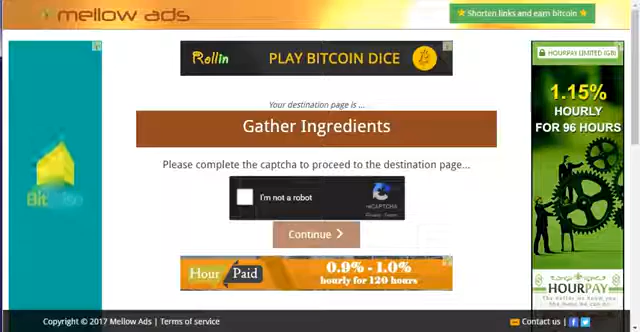 mellow ads
★ Shorten links and earn bitcoin ★
Rollin PLAY BITCOIN DICE
HOURPAY LIMITED (GB)
1.15%
HOURLY
FOR 96 HOURS
Your destination page is ...
Gather Ingredients
Please complete the captcha to proceed to the destination page...
I'm not a robot
reCAPTCHA
Continue
Hour Paid
0.9% - 1.0%
hourly for 120 hours
HOURPAY
Copyright © 2017 Mellow Ads | Terms of service
Contact us |